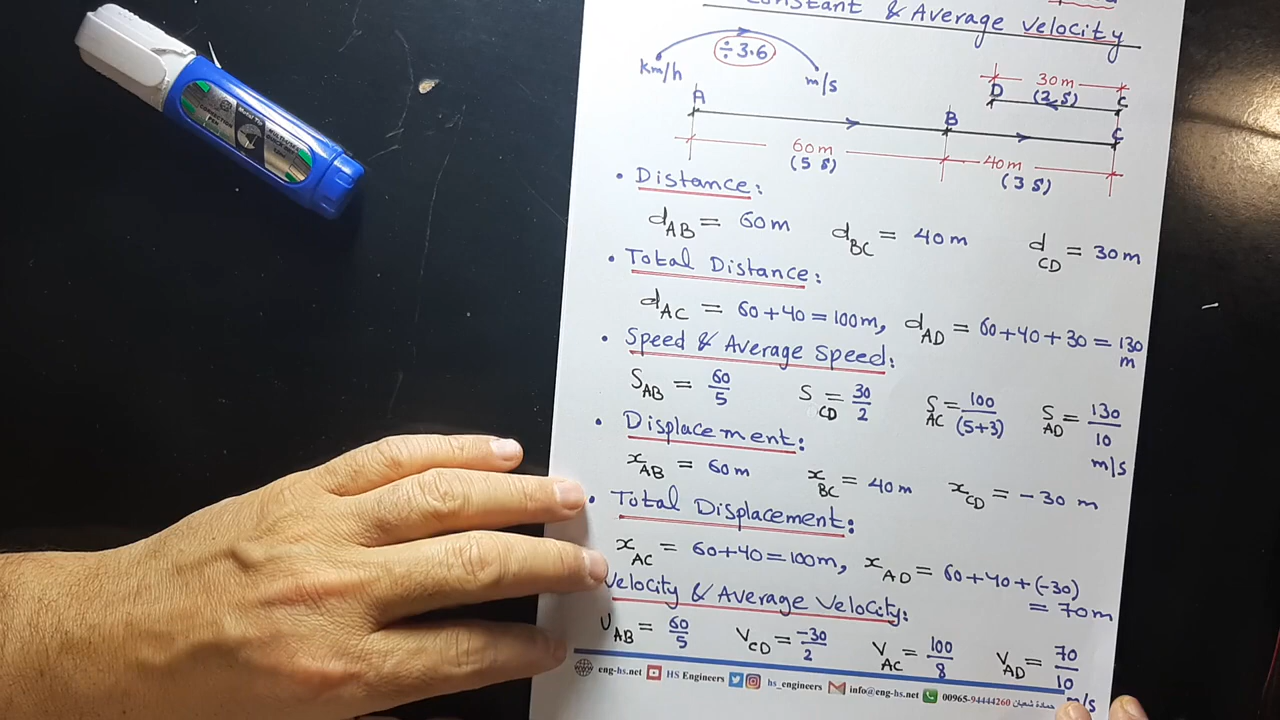 Constant & Average Velocity
÷3.6
km/h m/s
30m
D (2 S) C
A B C
60m 40m
(5 S) (3 S)
• Distance:
dAB = 60m dBC = 40m dCD = 30m
• Total Distance:
dAC = 60+40=100m, dAD = 60+40+30=130 m
• Speed & Average Speed:
SAB = 60/5 SCD = 30/2 SAC = 100/(5+3) SAD = 130/10 m/s
• Displacement:
xAB = 60m xBC = 40m xCD = -30 m
• Total Displacement:
xAC = 60+40=100m, xAD = 60+40+(-30)
= 70m
Velocity & Average Velocity:
VAB = 60/5 VCD = -30/2 VAC = 100/8 VAD = 70/10 m/s
eng-hs.net HS Engineers hs_engineers info@eng-hs.net 00965-94444260 حمادة شعبان